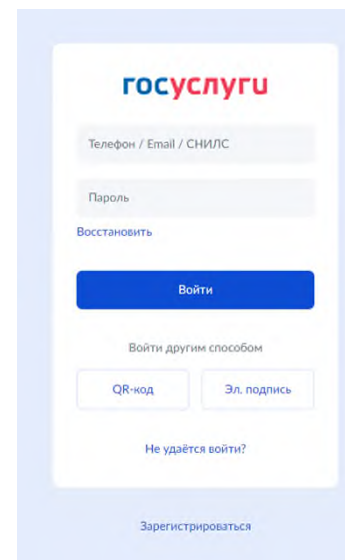 госуслуги
Телефон / Email / СНИЛС
Пароль
Восстановить
Войти
Войти другим способом
QR-код
Эл. подпись
Не удаётся войти?
Зарегистрироваться